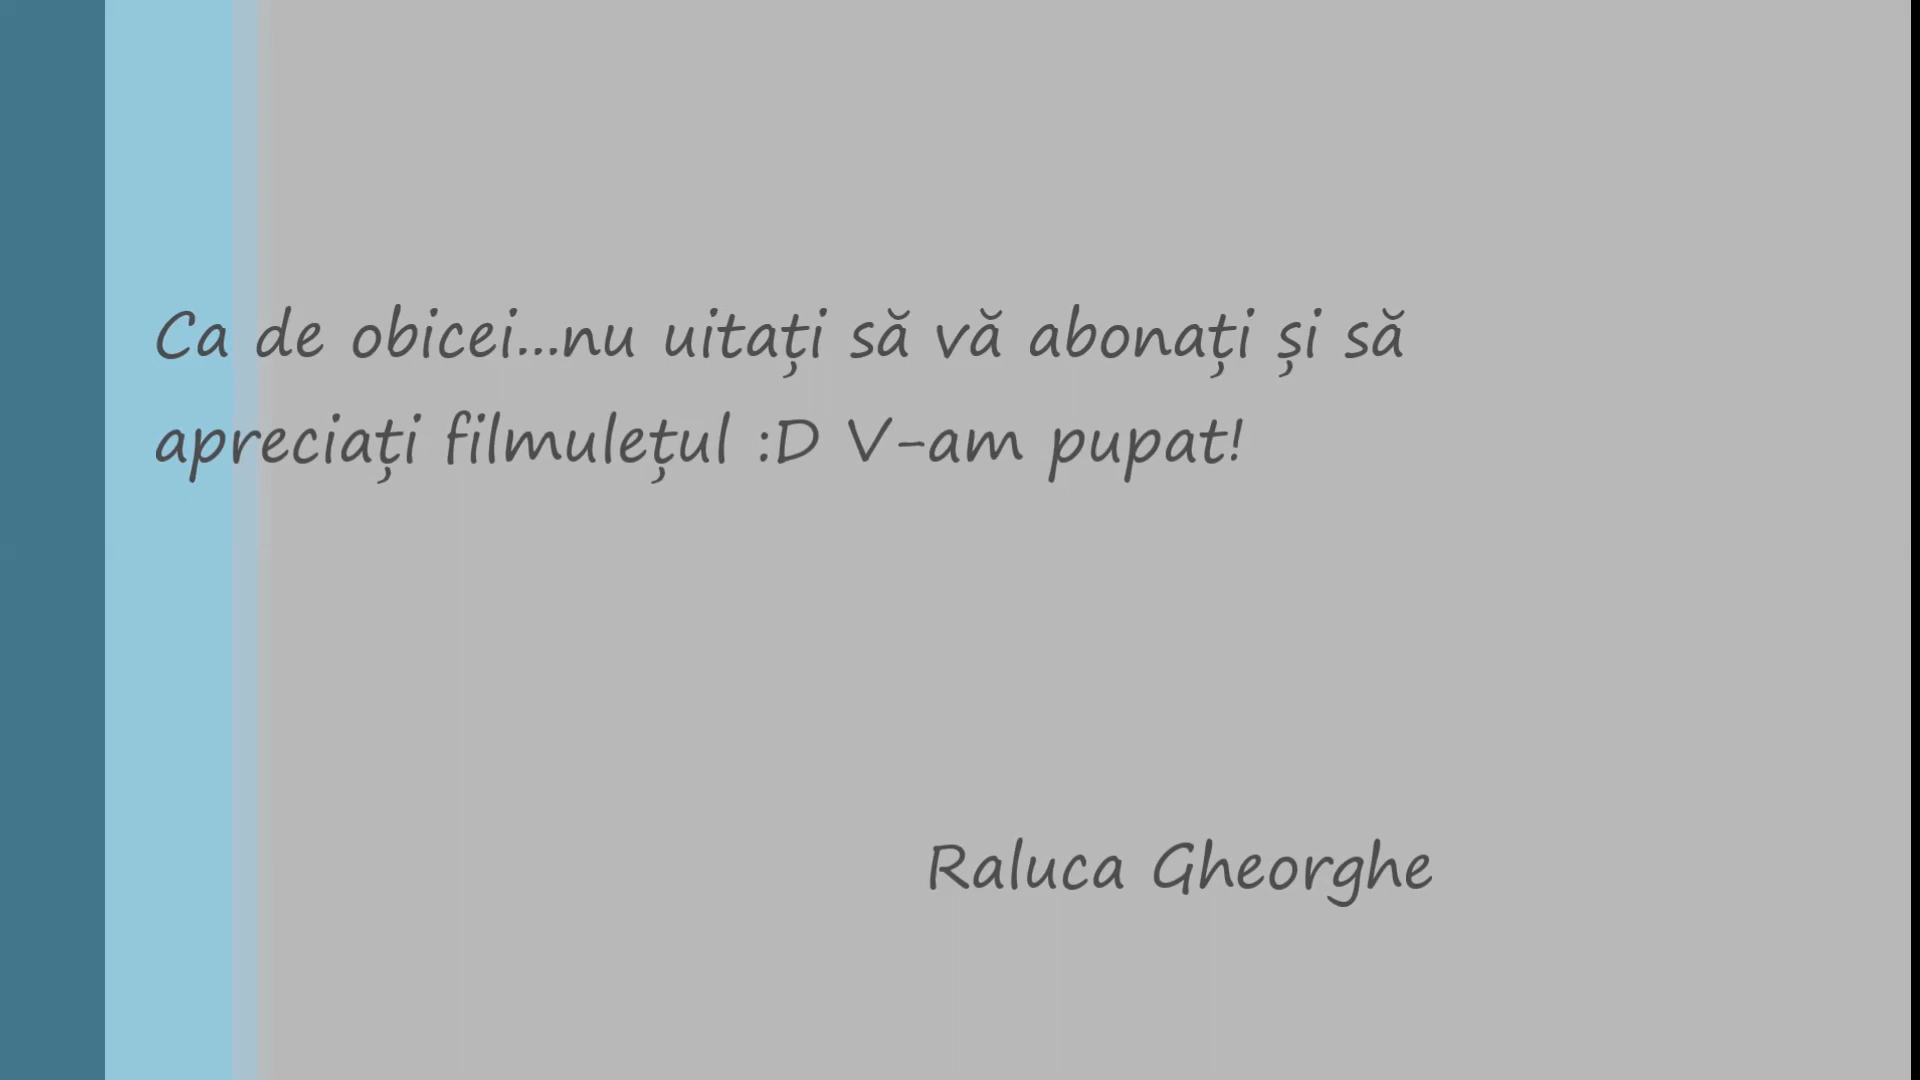 Ca de obicei...nu uitați să vă abonați și să
apreciați filmulețul :D V-am pupat!
Raluca Gheorghe